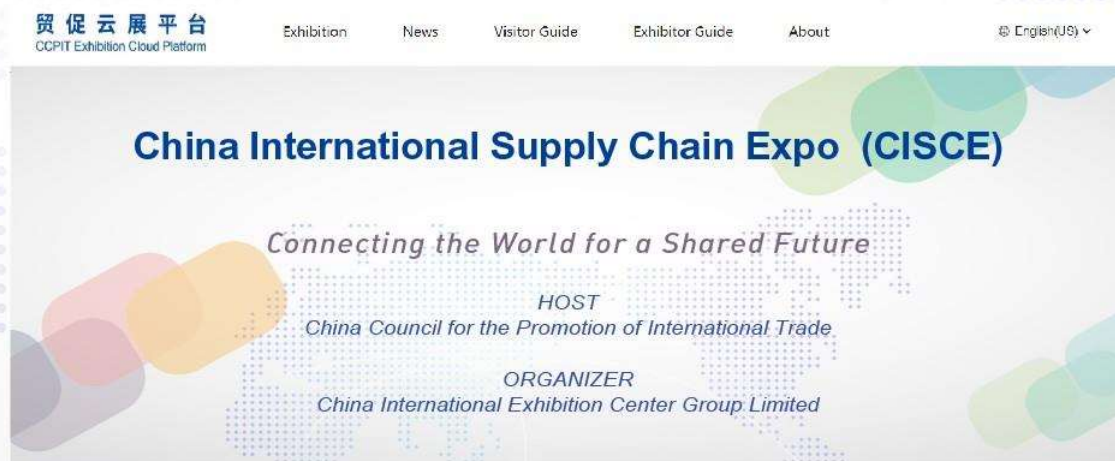 贸促云展平台
CCPIT Exhibition Cloud Platform
Exhibition News Visitor Guide Exhibitor Guide About English(US)
China International Supply Chain Expo (CISCE)
Connecting the World for a Shared Future
HOST
China Council for the Promotion of International Trade
ORGANIZER
China International Exhibition Center Group Limited